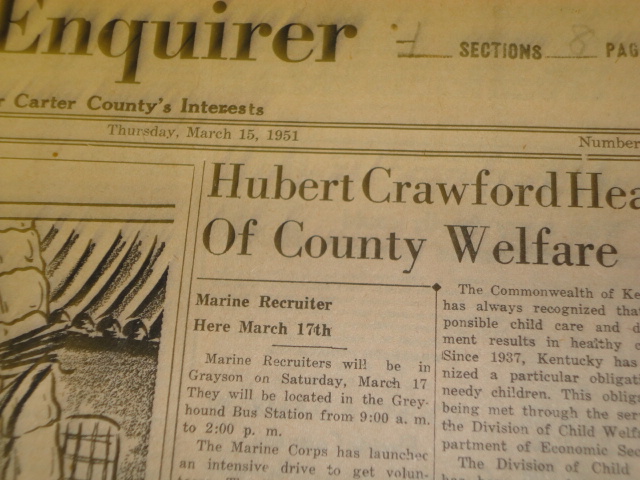 Enquirer
SECTIONS 8 PAG
r Carter County's Interests
Thursday, March 15, 1951
Number
Hubert Crawford Hea
Of County Welfare
Marine Recruiter
Here March 17th
Marine Recruiters will be in
Grayson on Saturday, March 17
They will be located in the Grey-
hound Bus Station from 9:00 a. m.
to 2:00 p. m.
The Marine Corps has launched
an intensive drive to get volun-
The Commonwealth of Ke
has always recognized that
ponsible child care and d
ment results in healthy c
Since 1937, Kentucky has
nized a particular obligat
needy children. This oblig
being met through the ser
the Division of Child Welf
partment of Economic Sec
The Division of Child